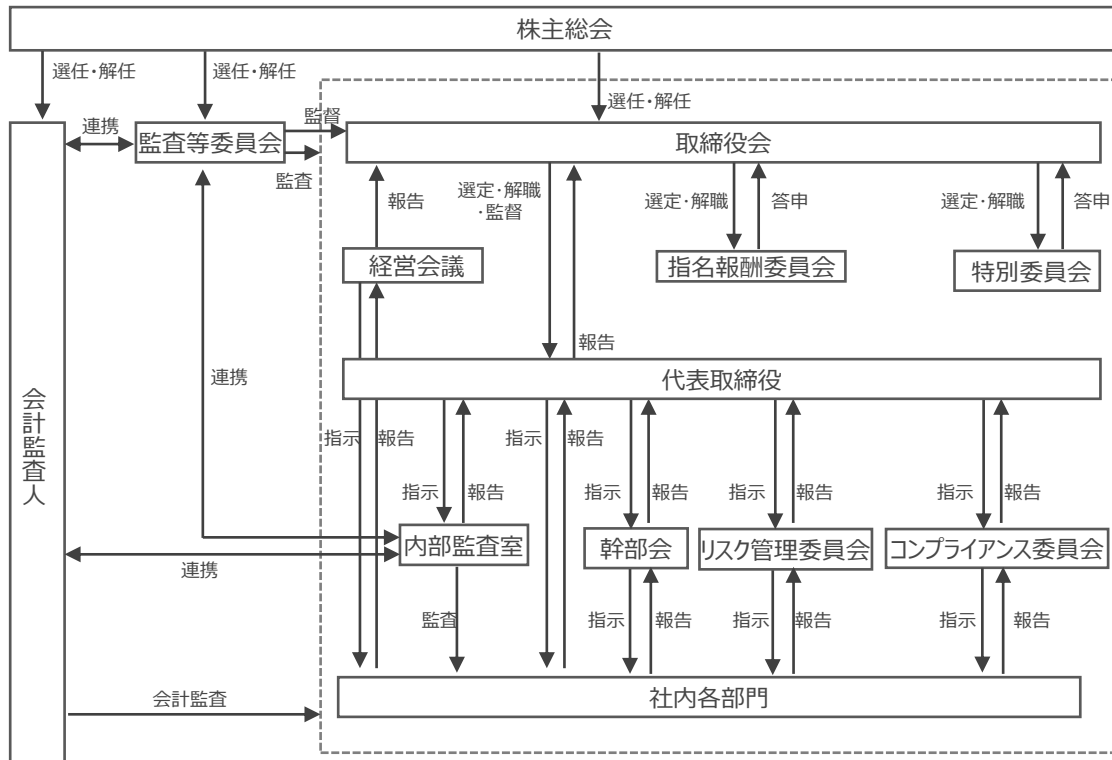 株主総会
選任・解任
選任・解任
選任・解任
連携
監査等委員会
監督
監査
取締役会
報告
選定・解職
・監督
選定・解職
答申
選定・解職
答申
経営会議
指名報酬委員会
特別委員会
報告
代表取締役
連携
会計監査人
指示
報告
指示
報告
指示
報告
指示
報告
指示
報告
指示
報告
内部監査室
幹部会
リスク管理委員会
コンプライアンス委員会
連携
監査
指示
報告
指示
報告
指示
報告
会計監査
社内各部門